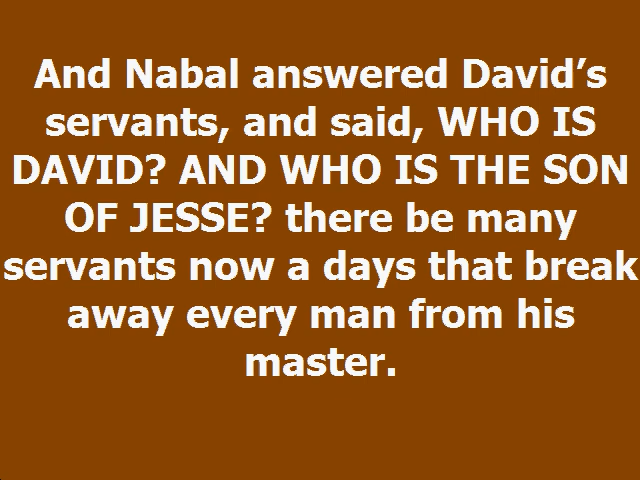 And Nabal answered David’s
servants, and said, WHO IS
DAVID? AND WHO IS THE SON
OF JESSE? there be many
servants now a days that break
away every man from his
master.